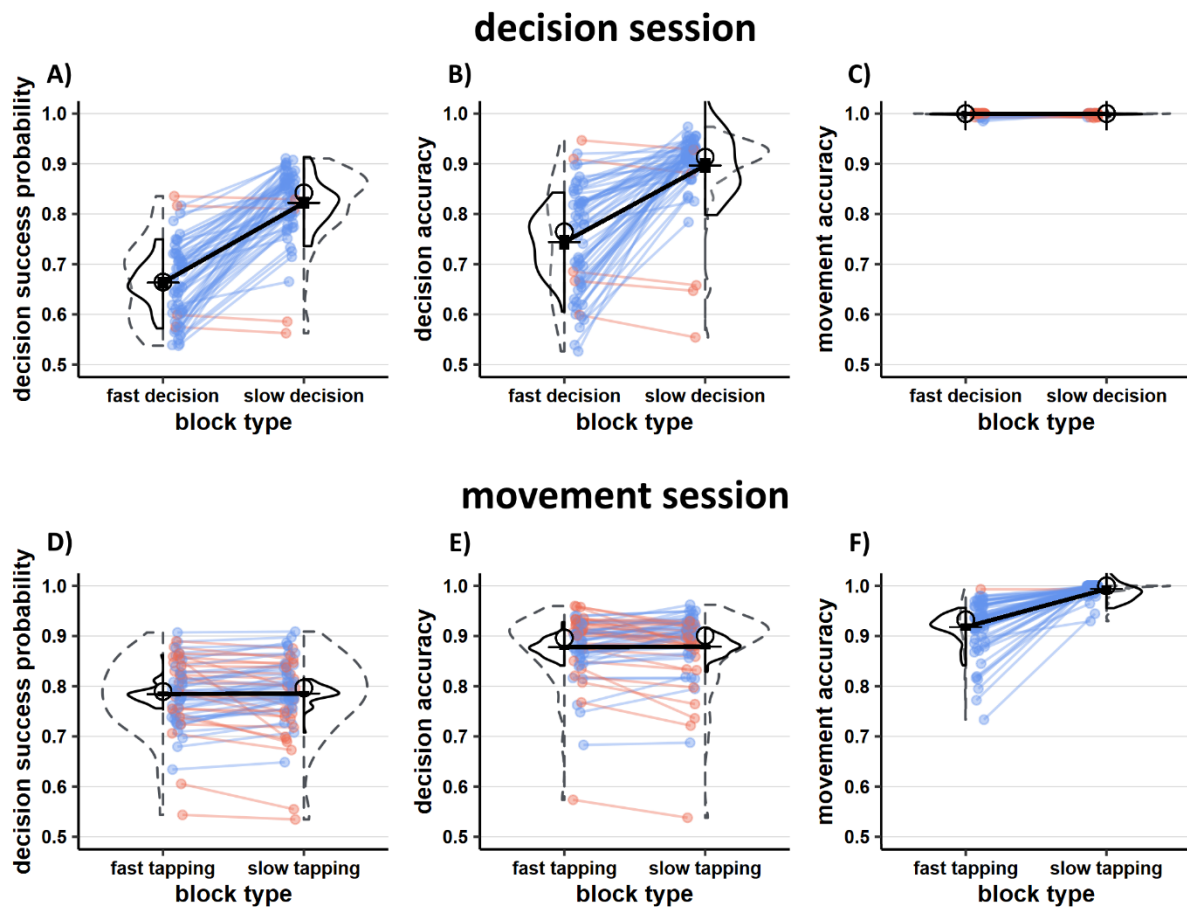 decision session
A)
decision success probability
1.0
0.9
0.8
0.7
0.6
0.5
fast decision slow decision
block type
B)
decision accuracy
1.0
0.9
0.8
0.7
0.6
0.5
fast decision slow decision
block type
C)
movement accuracy
1.0
0.9
0.8
0.7
0.6
0.5
fast decision slow decision
block type
movement session
D)
decision success probability
1.0
0.9
0.8
0.7
0.6
0.5
fast tapping slow tapping
block type
E)
decision accuracy
1.0
0.9
0.8
0.7
0.6
0.5
fast tapping slow tapping
block type
F)
movement accuracy
1.0
0.9
0.8
0.7
0.6
0.5
fast tapping slow tapping
block type